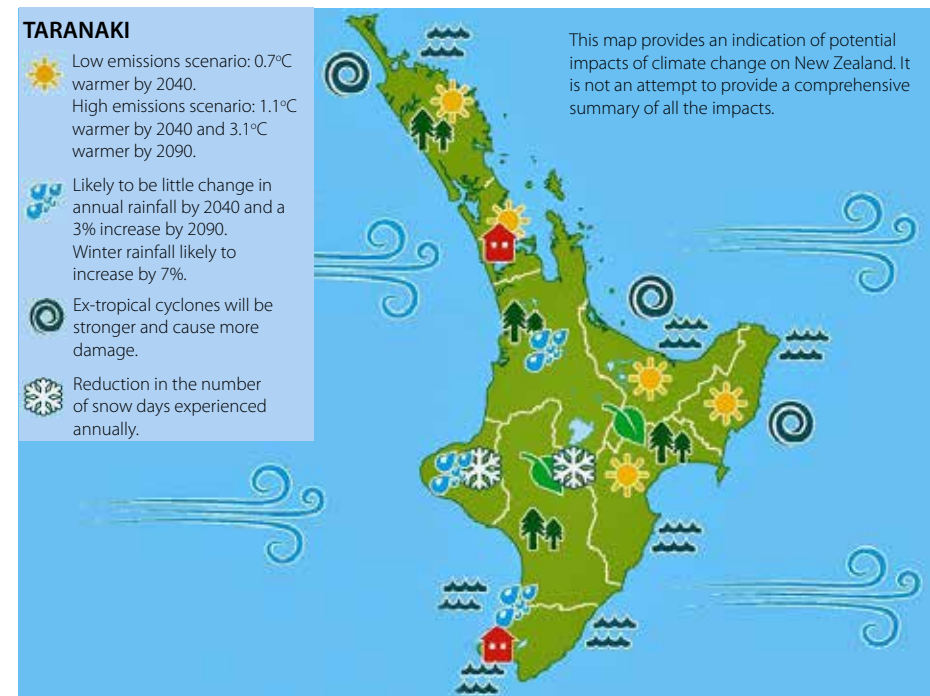 TARANAKI
Low emissions scenario: 0.7°C
warmer by 2040.
High emissions scenario: 1.1°C
warmer by 2040 and 3.1°C
warmer by 2090.
Likely to be little change in
annual rainfall by 2040 and a
3% increase by 2090.
Winter rainfall likely to
increase by 7%.
Ex-tropical cyclones will be
stronger and cause more
damage.
Reduction in the number
of snow days experienced
annually.
This map provides an indication of potential
impacts of climate change on New Zealand. It
is not an attempt to provide a comprehensive
summary of all the impacts.